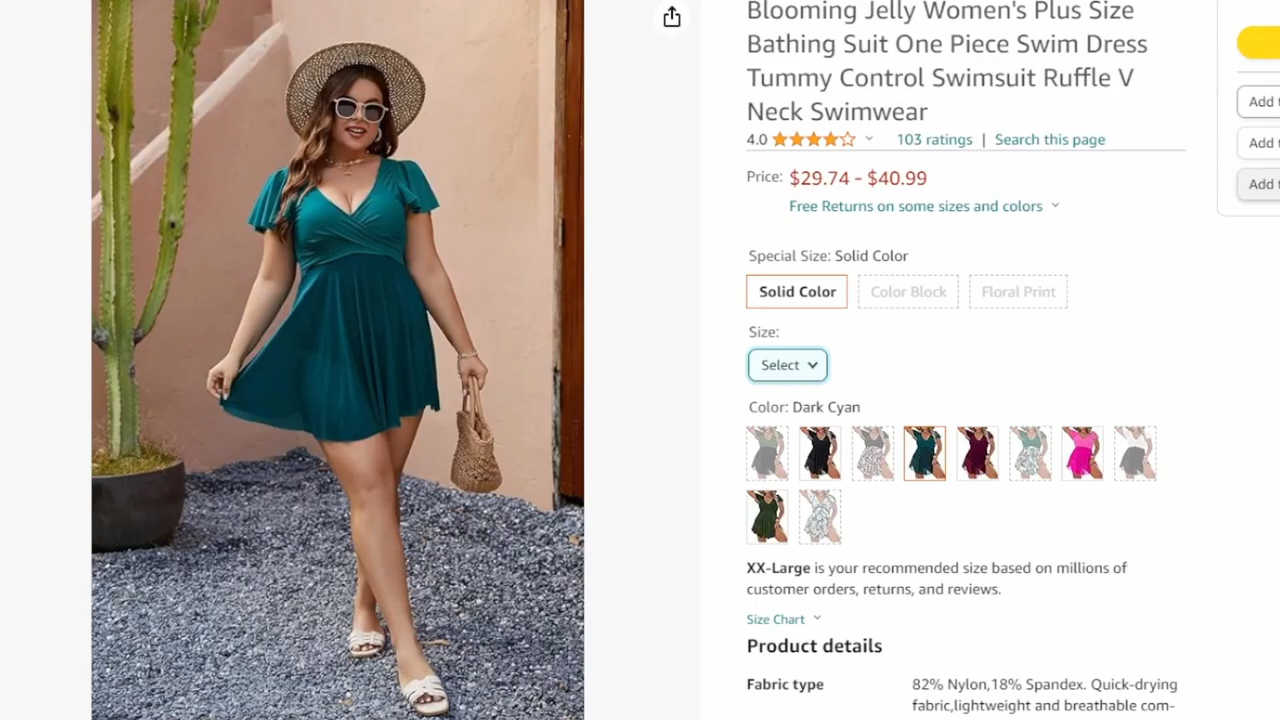 Blooming Jelly Women's Plus Size
Bathing Suit One Piece Swim Dress
Tummy Control Swimsuit Ruffle V
Neck Swimwear
4.0 103 ratings | Search this page
Price: $29.74 - $40.99
Free Returns on some sizes and colors
Special Size: Solid Color
Solid Color Color Block Floral Print
Size:
Select
Color: Dark Cyan
XX-Large is your recommended size based on millions of
customer orders, returns, and reviews.
Size Chart
Product details
Fabric type 82% Nylon,18% Spandex. Quick-drying
fabric,lightweight and breathable com-
Add
Add
Add